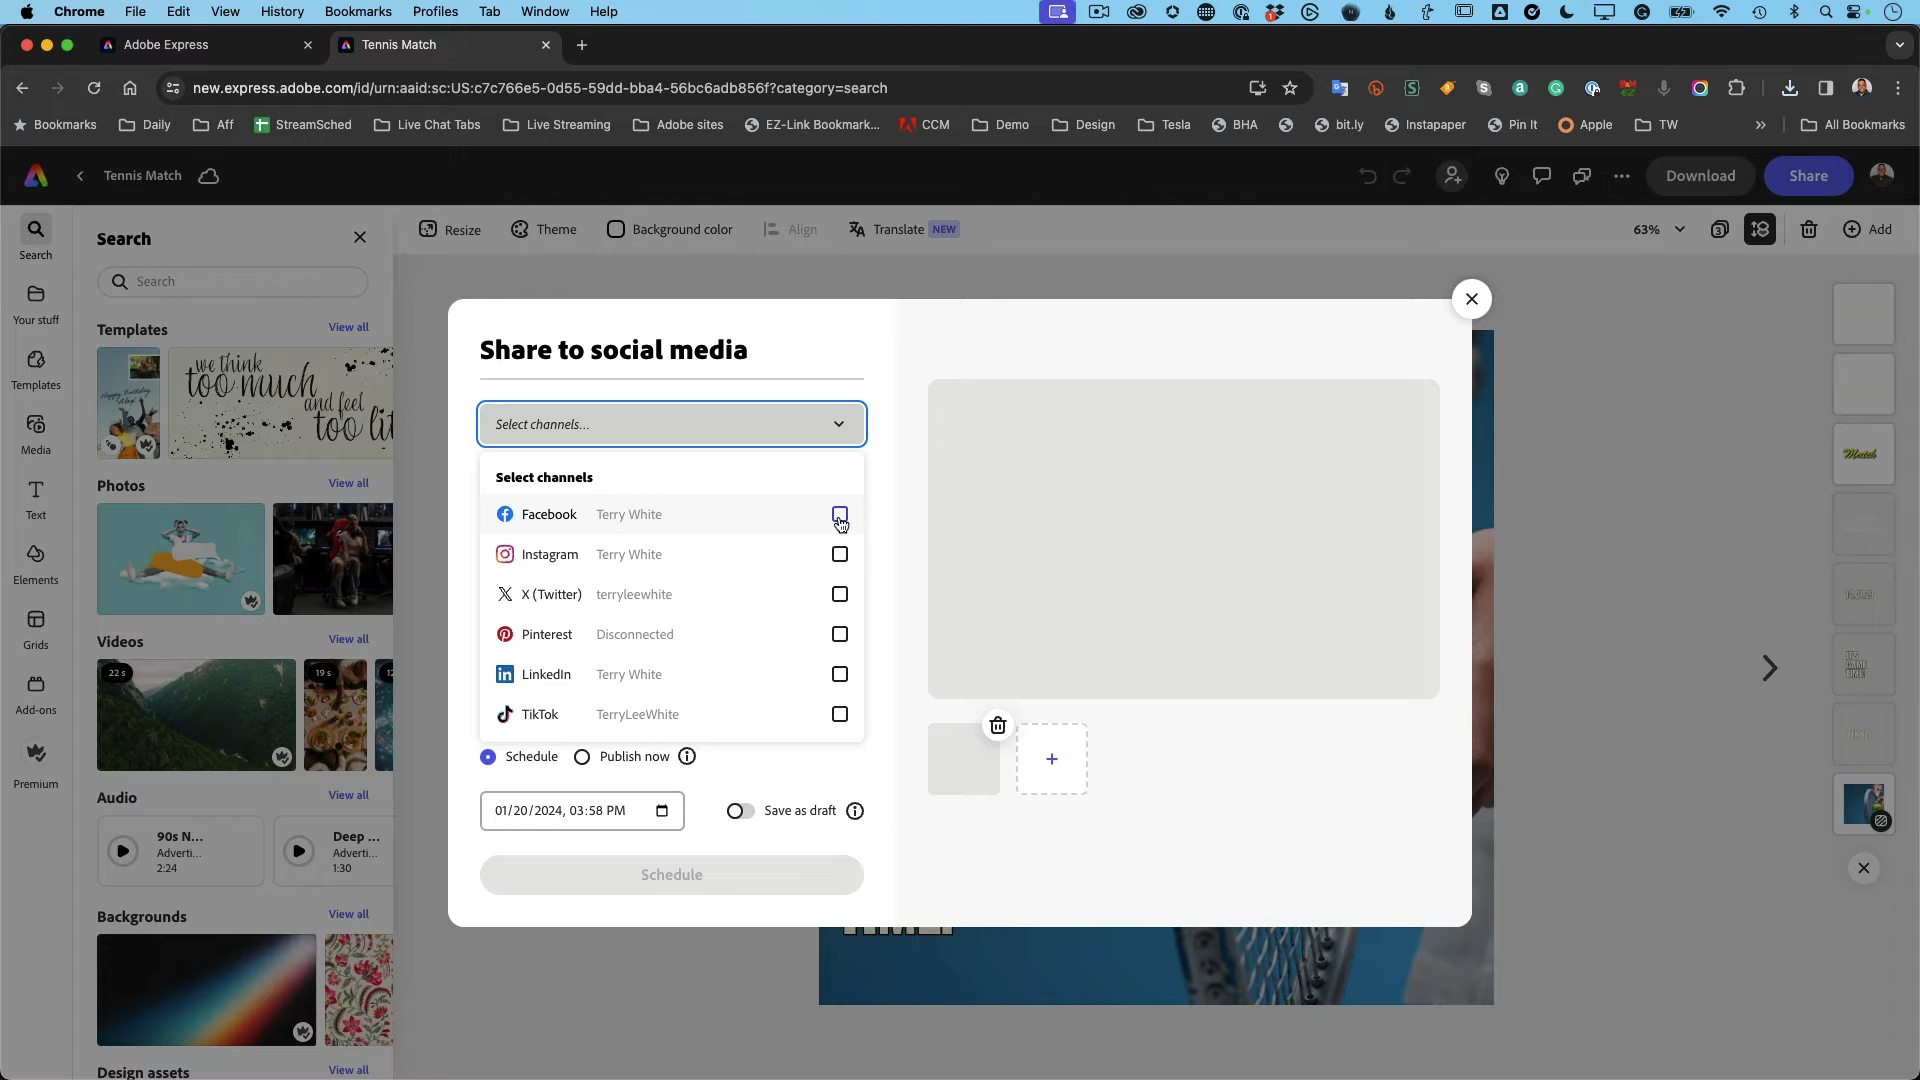 Chrome File Edit View History Bookmarks Profiles Tab Window Help
Adobe Express
Tennis Match
new.express.adobe.com/id/urn:aaid:sc:US:c7c766e5-0d55-59dd-bba4-56bc6adb856f?category=search
Bookmarks Daily Aff StreamSched Live Chat Tabs Live Streaming Adobe sites EZ-Link Bookmark... CCM Demo Design Tesla BHA bit.ly Instapaper Pin It Apple TW » All Bookmarks
Tennis Match
Download
Share
Search
Your stuff
Templates
Media
Text
Elements
Grids
Add-ons
Premium
Search
Search
Templates View all
we think
too much
and feel
too li
Photos View all
Videos View all
22 s
19 s
Audio View all
90s N...
Adverti...
2:24
Deep ...
Adverti...
1:30
Backgrounds View all
Design assets View all
Resize Theme Background color Align Translate NEW
63%
3
Add
Share to social media
Select channels...
Select channels
Facebook Terry White
Instagram Terry White
X (Twitter) terryleewhite
Pinterest Disconnected
LinkedIn Terry White
TikTok TerryLeeWhite
Schedule Publish now
01/20/2024, 03:58 PM
Save as draft
Schedule
Match
IT'S
GAME
TIME!